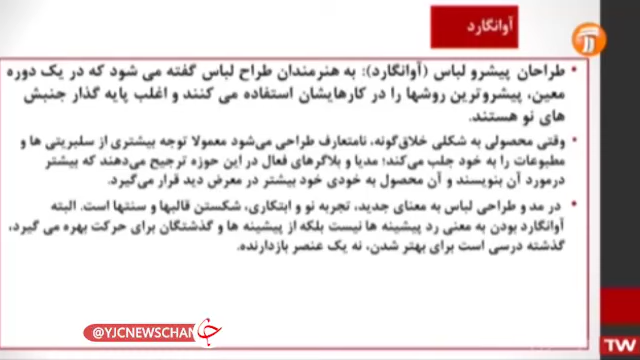 آوانگارد
• طراحان پیشرو لباس (آوانگارد): به هنرمندان طراح لباس گفته می شود که در یک دوره
معین، پیشروترین روشها را در کارهایشان استفاده می کنند و اغلب پایه گذار جنبش
های نو هستند.
• وقتی محصولی به شکلی خلاق‌گونه، نامتعارف طراحی می‌شود معمولا توجه بیشتری از سلبریتی ها و
مطبوعات را به خود جلب می‌کند؛ مدیا و بلاگرهای فعال در این حوزه ترجیح می‌دهند که بیشتر
درمورد آن بنویسند و آن محصول به خودی خود بیشتر در معرض دید قرار می‌گیرد.
• در مد و طراحی لباس به معنای جدید، تجربه نو و ابتکاری، شکستن قالبها و سنتها است. البته
آوانگارد بودن به معنی رد پیشینه ها نیست بلکه از پیشینه ها و گذشتگان برای حرکت بهره می گیرد،
گذشته درسی است برای بهتر شدن، نه یک عنصر بازدارنده.
@YJCNEWSCHAN
TW